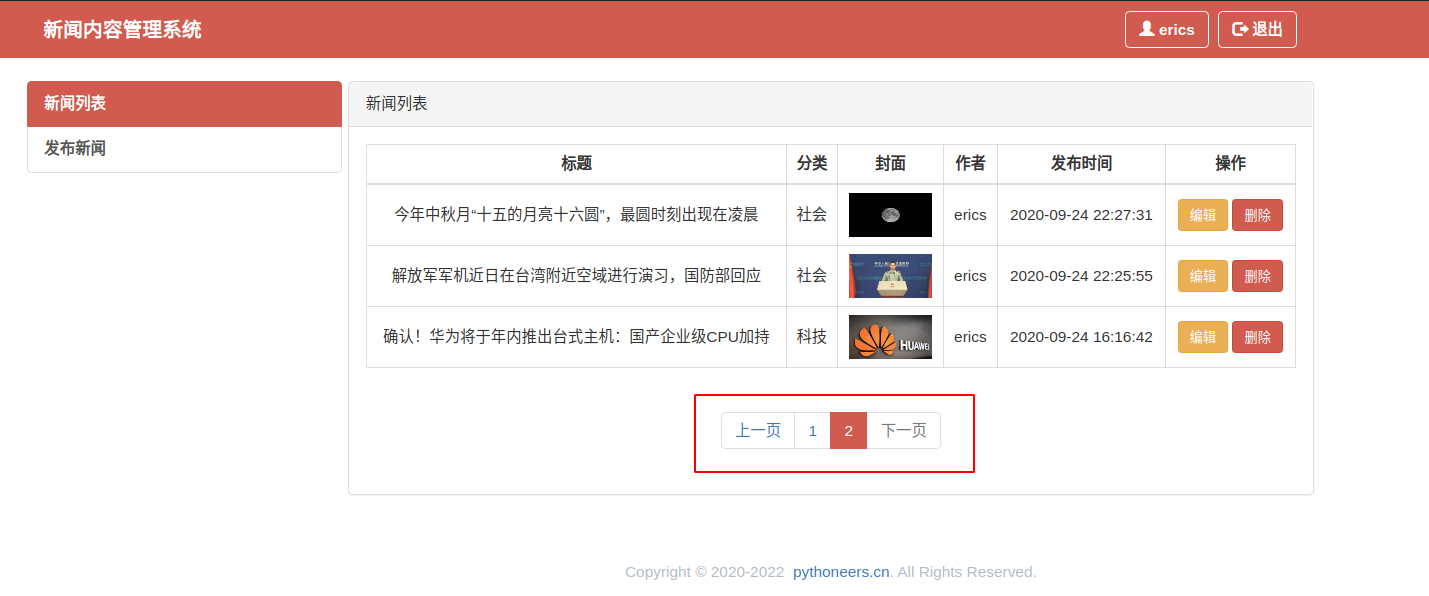 新闻内容管理系统 erics 退出
新闻列表
发布新闻
新闻列表
标题 分类 封面 作者 发布时间 操作
今年中秋月“十五的月亮十六圆”，最圆时刻出现在凌晨 社会 erics 2020-09-24 22:27:31 编辑 删除
解放军军机近日在台湾附近空域进行演习，国防部回应 社会 erics 2020-09-24 22:25:55 编辑 删除
确认！华为将于年内推出台式主机：国产企业级CPU加持 科技 HUAWEI erics 2020-09-24 16:16:42 编辑 删除
上一页 1 2 下一页
Copyright © 2020-2022 pythoneers.cn. All Rights Reserved.